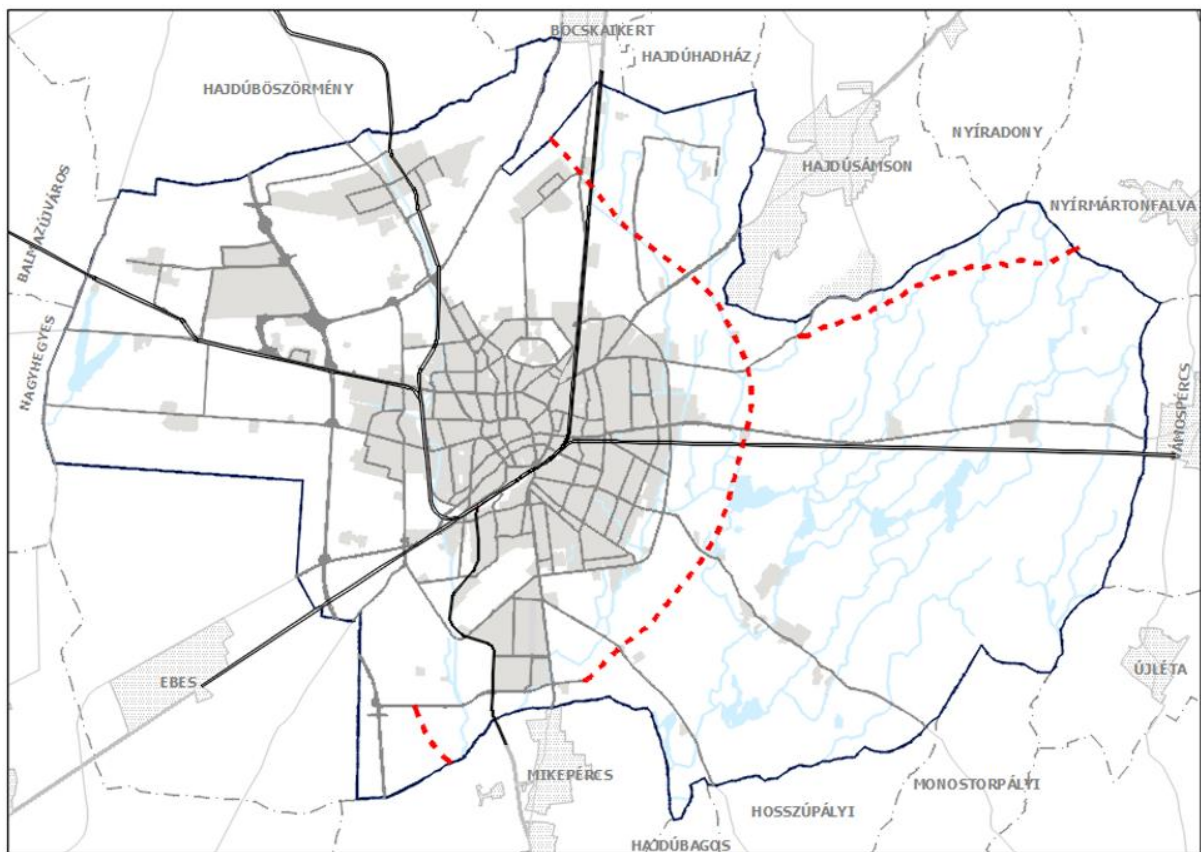 BOCSKAIKERT
HAJDÚHADHÁZ
HAJDÚBÖSZÖRMÉNY
NYÍRADONY
HAJDÚSÁMSON
NYÍRMÁRTONFALVA
BALMAZÚJVÁROS
NAGYHEGYES
VÁMOSPÉRCS
ÚJLÉTA
EBES
MIKEPÉRCS
MONOSTORPÁLYI
HOSSZÚPÁLYI
HAJDÚBAGOS